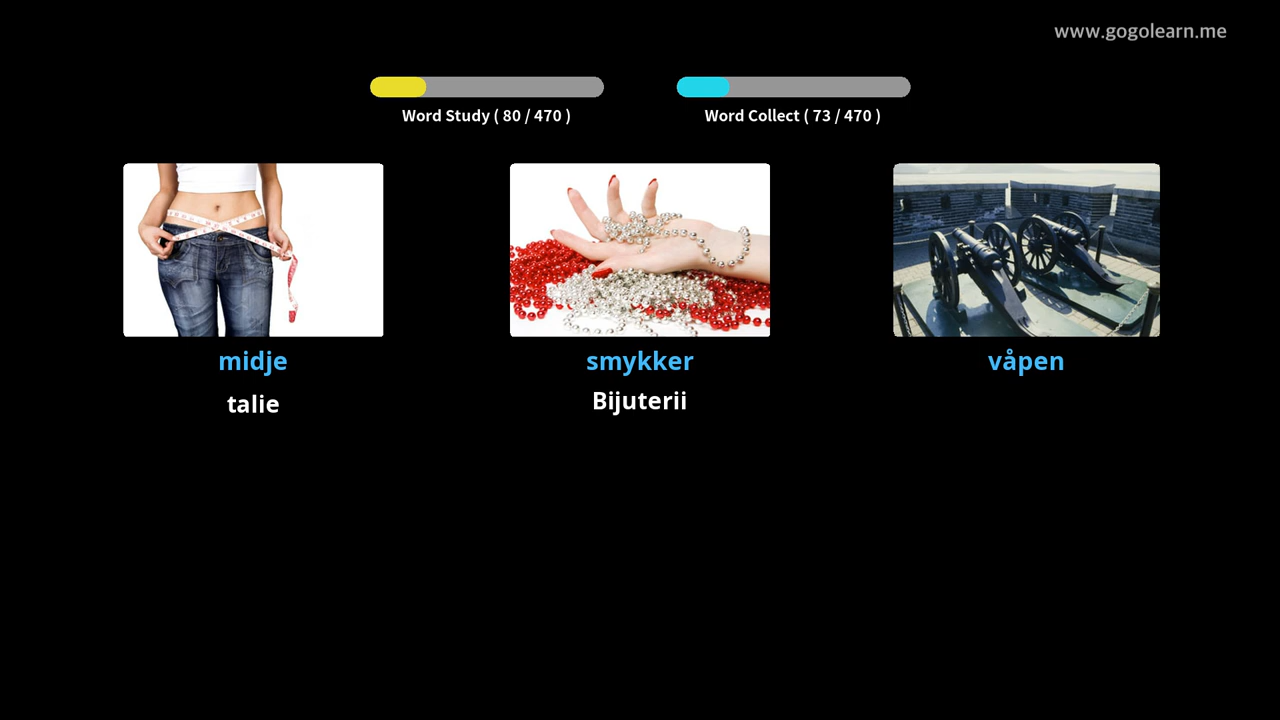 www.gogolearn.me
Word Study ( 80 / 470 )
Word Collect ( 73 / 470 )
midje
smykker
våpen
talie
Bijuterii